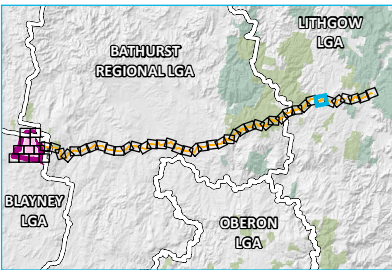 LITHGOW
LGA
BATHURST
REGIONAL LGA
BLAYNEY
LGA
OBERON
LGA